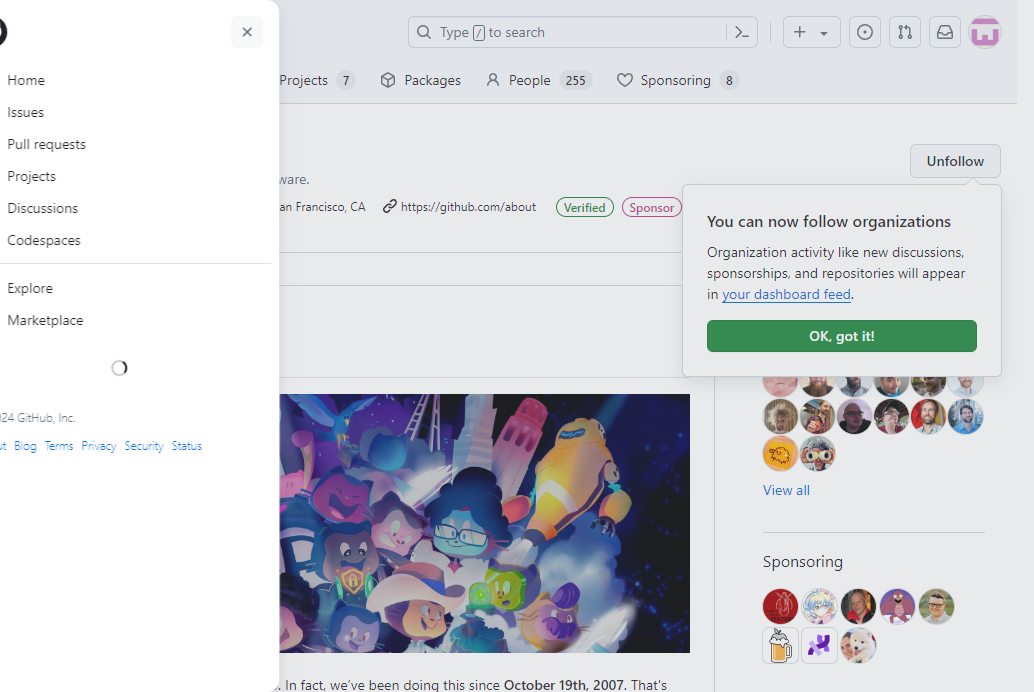 Type / to search
Home
Issues
Pull requests
Projects
Discussions
Codespaces
Explore
Marketplace
24 GitHub, Inc.
Blog Terms Privacy Security Status
Projects 7 Packages People 255 Sponsoring 8
Unfollow
ware.
an Francisco, CA https://github.com/about Verified Sponsor
You can now follow organizations
Organization activity like new discussions,
sponsorships, and repositories will appear
in your dashboard feed.
OK, got it!
View all
Sponsoring
. In fact, we've been doing this since October 19th, 2007. That's